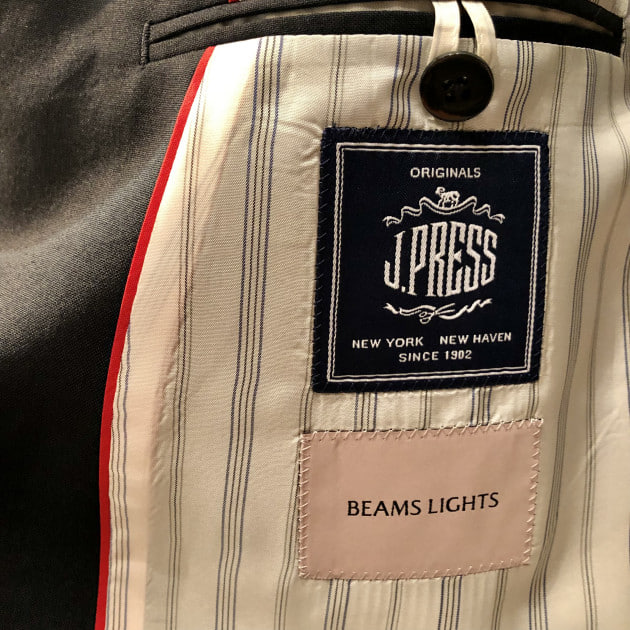 ORIGINALS
J.PRESS
NEW YORK NEW HAVEN
SINCE 1902
BEAMS LIGHTS